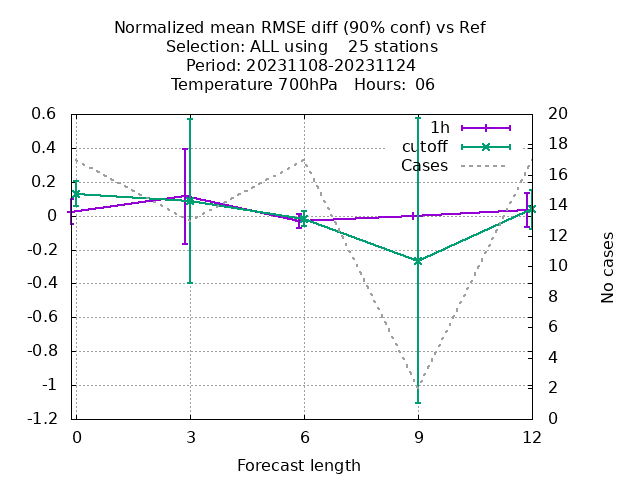 Normalized mean RMSE diff (90% conf) vs Ref
Selection: ALL using    25 stations
Period: 20231108-20231124
Temperature 700hPa   Hours:  06
0.6
0.4
0.2
0
-0.2
-0.4
-0.6
-0.8
-1
-1.2
20
18
16
14
12
10
8
6
4
2
0
1h
cutoff
Cases
No cases
0 3 6 9 12
Forecast length